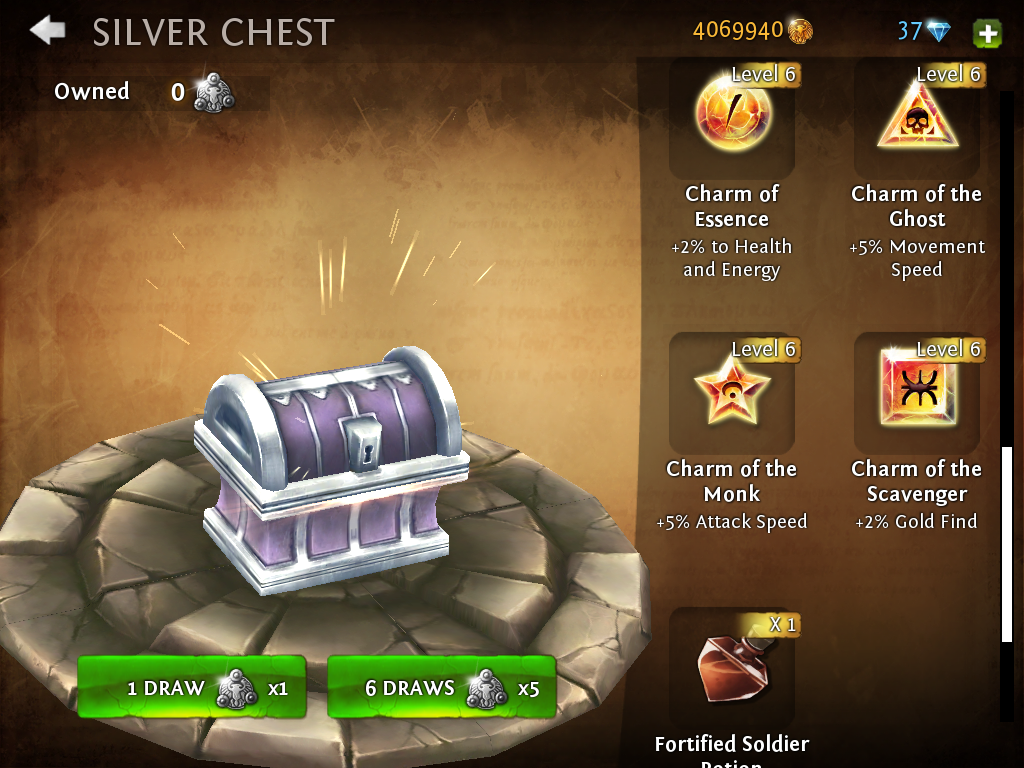 SILVER CHEST
4069940
37
Owned 0
Level 6
Level 6
Charm of
Essence
+2% to Health
and Energy
Charm of the
Ghost
+5% Movement
Speed
Level 6
Level 6
Charm of the
Monk
+5% Attack Speed
Charm of the
Scavenger
+2% Gold Find
X 1
Fortified Soldier
Potion
1 DRAW x1
6 DRAWS x5